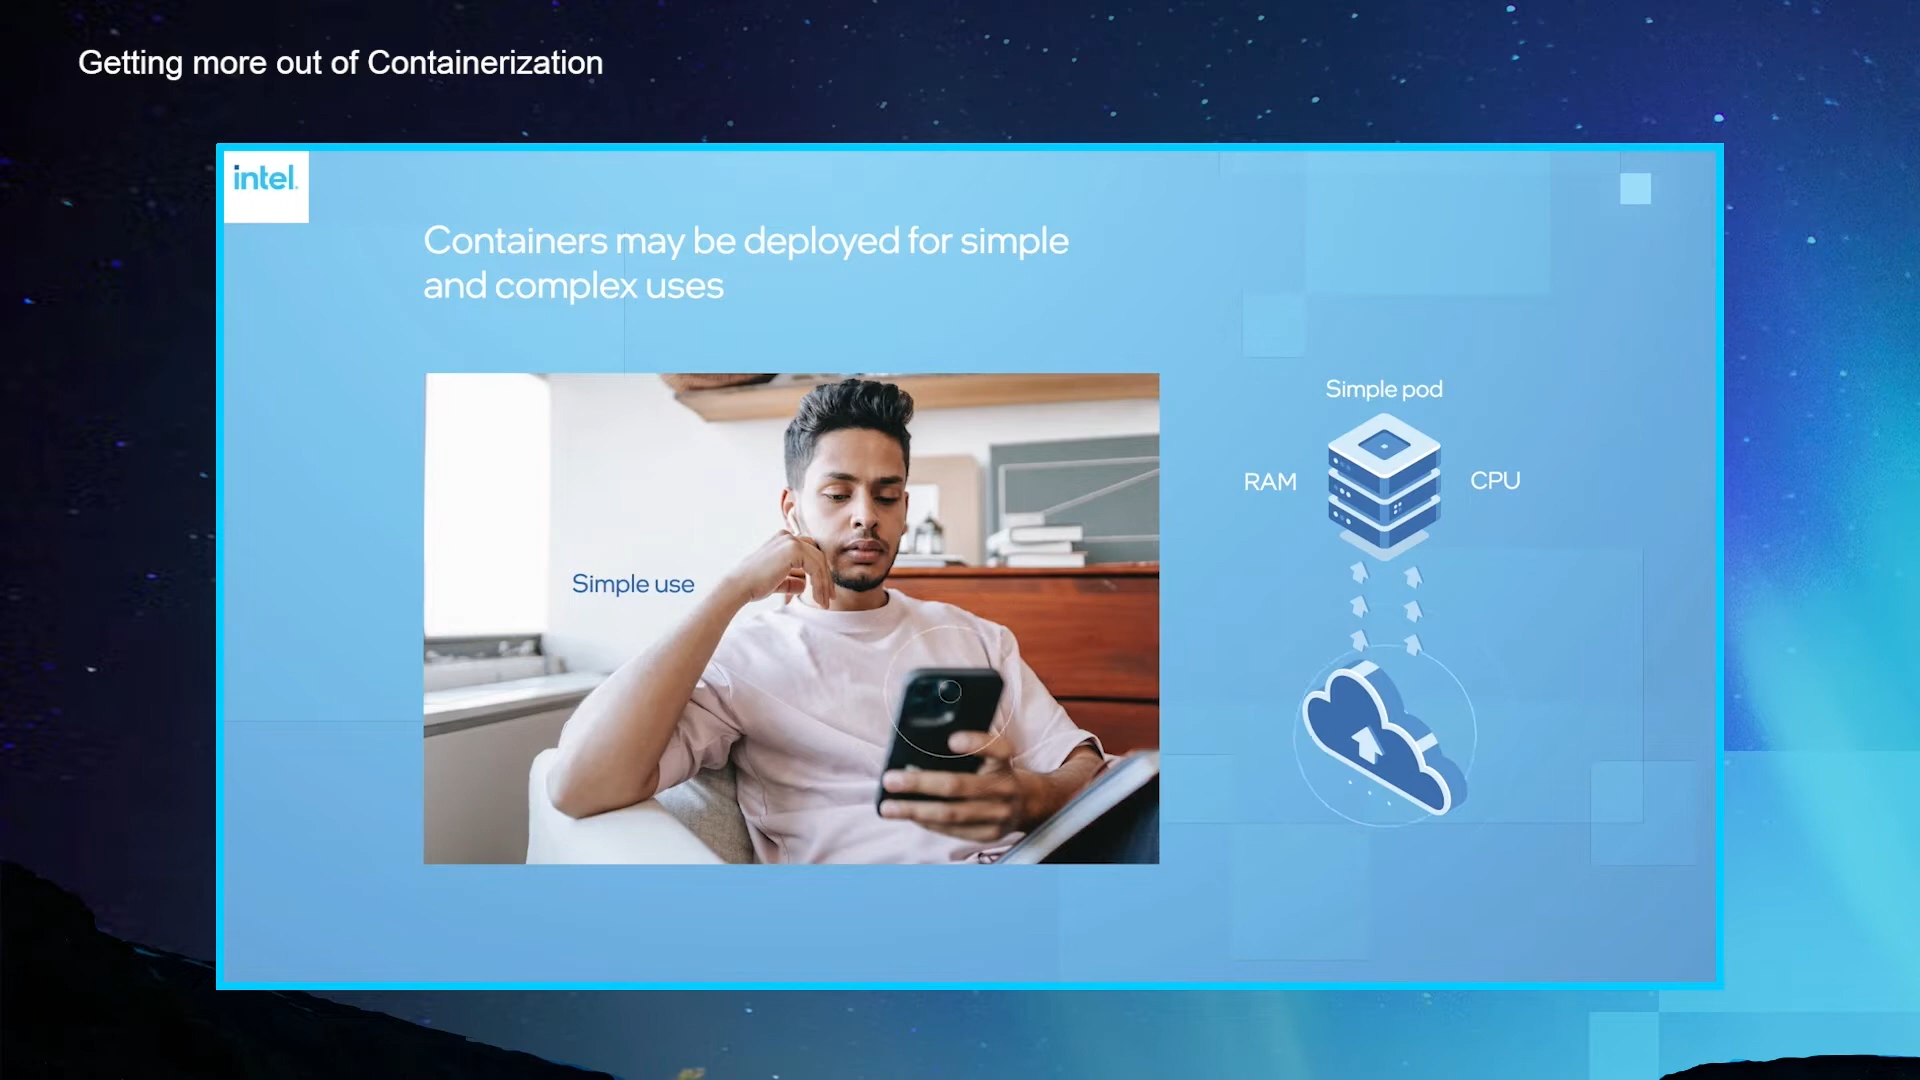 Getting more out of Containerization
intel.
Containers may be deployed for simple
and complex uses
Simple pod
RAM
CPU
Simple use